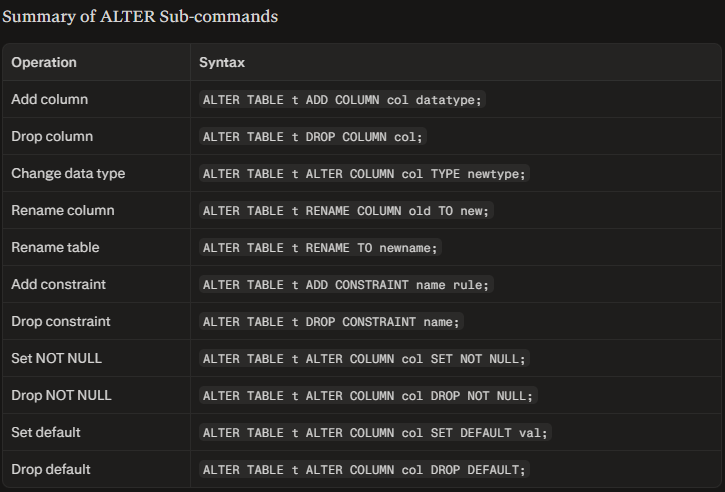 Summary of ALTER Sub-commands
Operation Syntax
Add column ALTER TABLE t ADD COLUMN col datatype;
Drop column ALTER TABLE t DROP COLUMN col;
Change data type ALTER TABLE t ALTER COLUMN col TYPE newtype;
Rename column ALTER TABLE t RENAME COLUMN old TO new;
Rename table ALTER TABLE t RENAME TO newname;
Add constraint ALTER TABLE t ADD CONSTRAINT name rule;
Drop constraint ALTER TABLE t DROP CONSTRAINT name;
Set NOT NULL ALTER TABLE t ALTER COLUMN col SET NOT NULL;
Drop NOT NULL ALTER TABLE t ALTER COLUMN col DROP NOT NULL;
Set default ALTER TABLE t ALTER COLUMN col SET DEFAULT val;
Drop default ALTER TABLE t ALTER COLUMN col DROP DEFAULT;